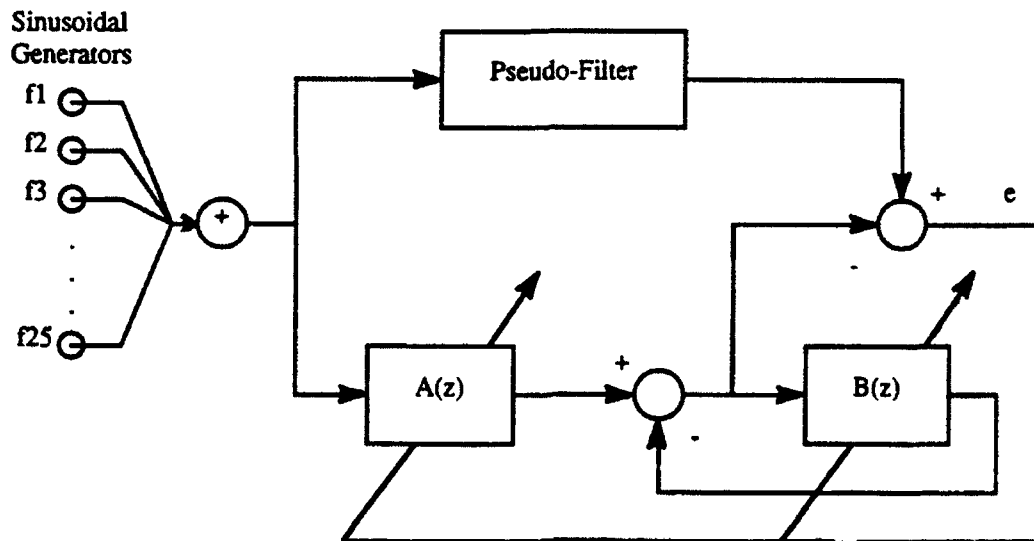 Sinusoidal
Generators
f1
f2
f3
.
.
.
f25
+
Pseudo-Filter
+
-
e
A(z)
+
-
B(z)